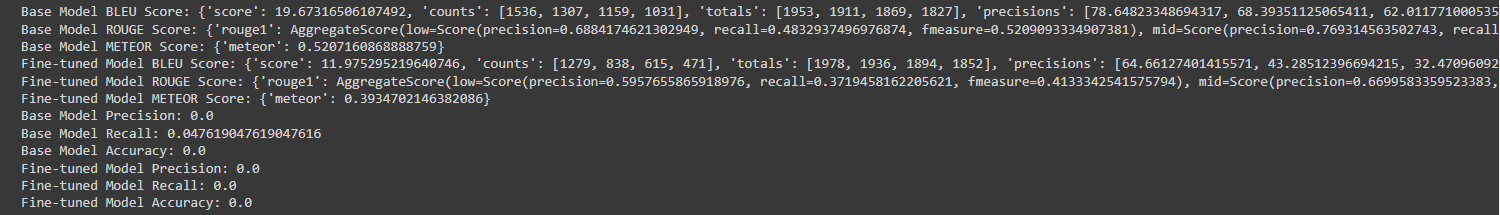 Base Model BLEU Score: {'score': 19.67316506107492, 'counts': [1536, 1307, 1159, 1031], 'totals': [1953, 1911, 1869, 1827], 'precisions': [78.64823348694317, 68.39351125065411, 62.011771000535
Base Model ROUGE Score: {'rouge1': AggregateScore(low=Score(precision=0.6884174621302949, recall=0.4832937496976874, fmeasure=0.5209093334907381), mid=Score(precision=0.769314563502743, recall
Base Model METEOR Score: {'meteor': 0.5207160868888759}
Fine-tuned Model BLEU Score: {'score': 11.975295219640746, 'counts': [1279, 838, 615, 471], 'totals': [1978, 1936, 1894, 1852], 'precisions': [64.66127401415571, 43.28512396694215, 32.47096092
Fine-tuned Model ROUGE Score: {'rouge1': AggregateScore(low=Score(precision=0.5957655865918976, recall=0.3719458162205621, fmeasure=0.4133342541575794), mid=Score(precision=0.6699583359523383,
Fine-tuned Model METEOR Score: {'meteor': 0.3934702146382086}
Base Model Precision: 0.0
Base Model Recall: 0.047619047619047616
Base Model Accuracy: 0.0
Fine-tuned Model Precision: 0.0
Fine-tuned Model Recall: 0.0
Fine-tuned Model Accuracy: 0.0